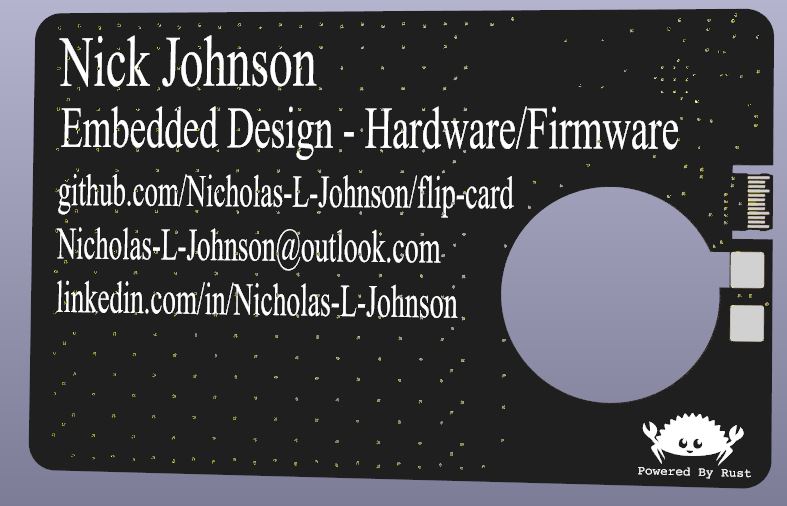 Nick Johnson
Embedded Design - Hardware/Firmware
github.com/Nicholas-L-Johnson/flip-card
Nicholas-L-Johnson@outlook.com
linkedin.com/in/Nicholas-L-Johnson
Powered By Rust